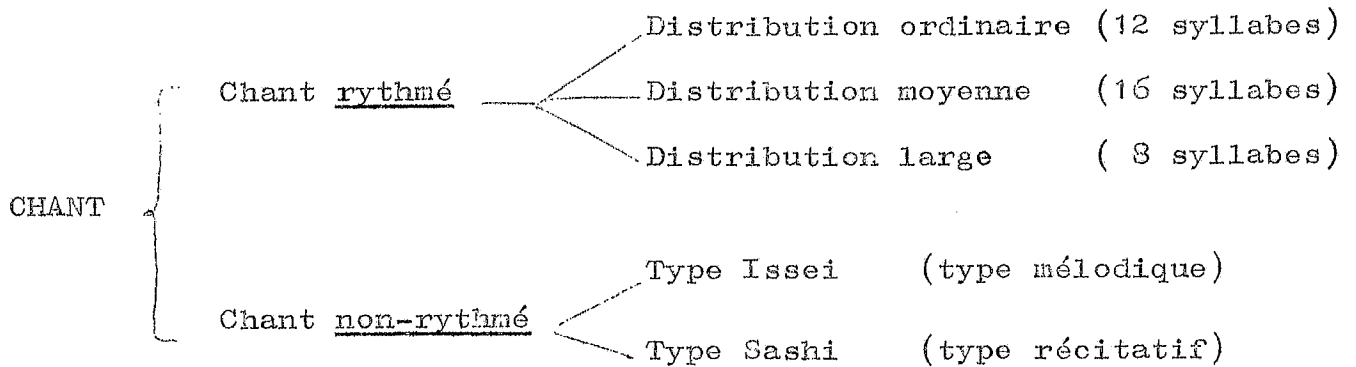 Distribution ordinaire (12 syllabes)
Chant rythmé Distribution moyenne (16 syllabes)
Distribution large ( 8 syllabes)
CHANT
Type Issei (type mélodique)
Chant non-rythmé
Type Sashi (type récitatif)